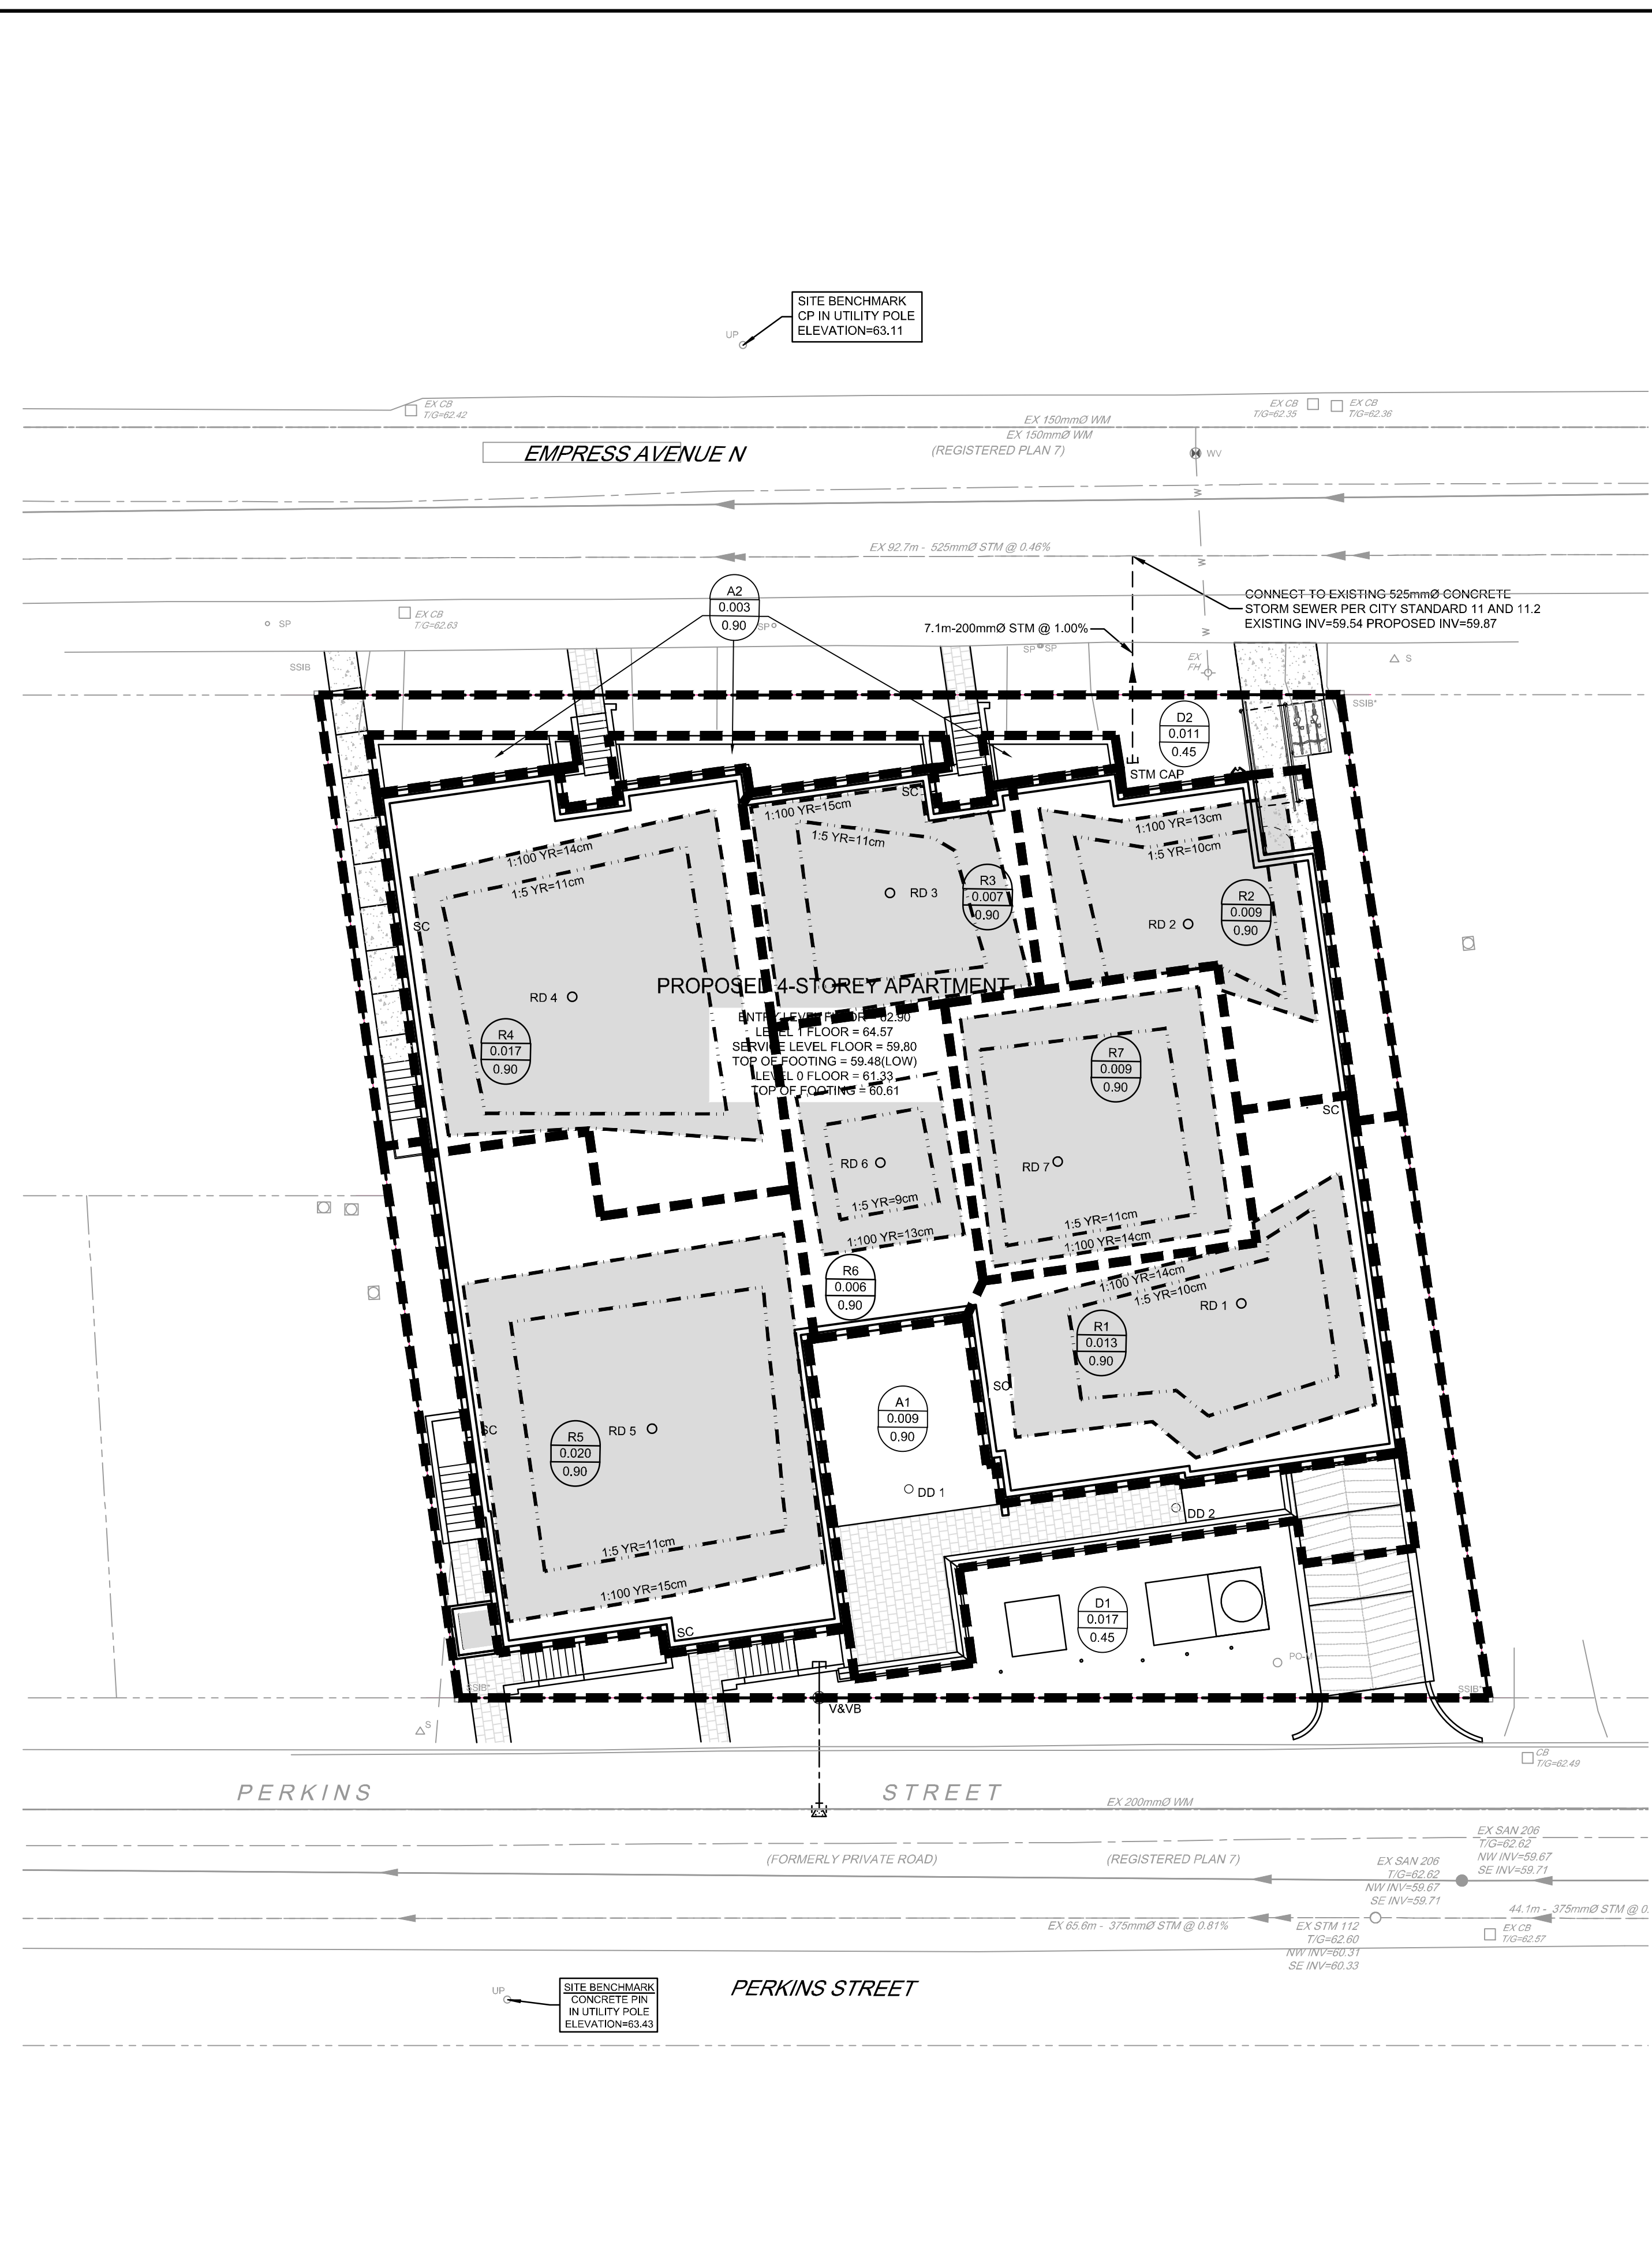 SITE BENCHMARK
CP IN UTILITY POLE
ELEVATION=63.11
UP
EX CB
T/G=62.42
EX CB
T/G=62.35
EX CB
T/G=62.36
EX 150mmØ WM
EX 150mmØ WM
(REGISTERED PLAN 7)
EMPRESS AVENUE N
WV
W
EX 92.7m - 525mmØ STM @ 0.46%
W
A2
0.003
0.90
SP
CONNECT TO EXISTING 525mmØ CONCRETE
STORM SEWER PER CITY STANDARD 11 AND 11.2
EXISTING INV=59.54 PROPOSED INV=59.87
EX CB
T/G=62.63
SP
7.1m-200mmØ STM @ 1.00%
W
SP SP
SSIB
EX
FH
S
SSIB*
D2
0.011
0.45
STM CAP
SC
1:100 YR=15cm
1:5 YR=11cm
1:100 YR=13cm
1:5 YR=10cm
1:100 YR=14cm
1:5 YR=11cm
RD 3
R3
0.007
0.90
R2
0.009
0.90
RD 2
SC
PROPOSED 4-STOREY APARTMENT
RD 4
ENTRY LEVEL FLOOR = 62.90
LEVEL 1 FLOOR = 64.57
SERVICE LEVEL FLOOR = 59.80
TOP OF FOOTING = 59.48(LOW)
LEVEL 0 FLOOR = 61.33
TOP OF FOOTING = 60.61
R4
0.017
0.90
R7
0.009
0.90
SC
RD 6
RD 7
1:5 YR=9cm
1:100 YR=13cm
1:5 YR=11cm
1:100 YR=14cm
R6
0.006
0.90
1:100 YR=14cm
1:5 YR=10cm
RD 1
R1
0.013
0.90
SC
A1
0.009
0.90
SC
R5
0.020
0.90
RD 5
DD 1
DD 2
1:5 YR=11cm
1:100 YR=15cm
D1
0.017
0.45
SC
PO-M
SSIB*
SSIB*
V&VB
S
CB
T/G=62.49
PERKINS STREET
EX 200mmØ WM
EX SAN 206
T/G=62.62
NW INV=59.67
SE INV=59.71
(FORMERLY PRIVATE ROAD)
(REGISTERED PLAN 7)
EX SAN 206
T/G=62.62
NW INV=59.67
SE INV=59.71
44.1m - 375mmØ STM @ 0.
EX 65.6m - 375mmØ STM @ 0.81%
EX STM 112
T/G=62.60
NW INV=60.31
SE INV=60.33
EX CB
T/G=62.57
UP
SITE BENCHMARK
CONCRETE PIN
IN UTILITY POLE
ELEVATION=63.43
PERKINS STREET